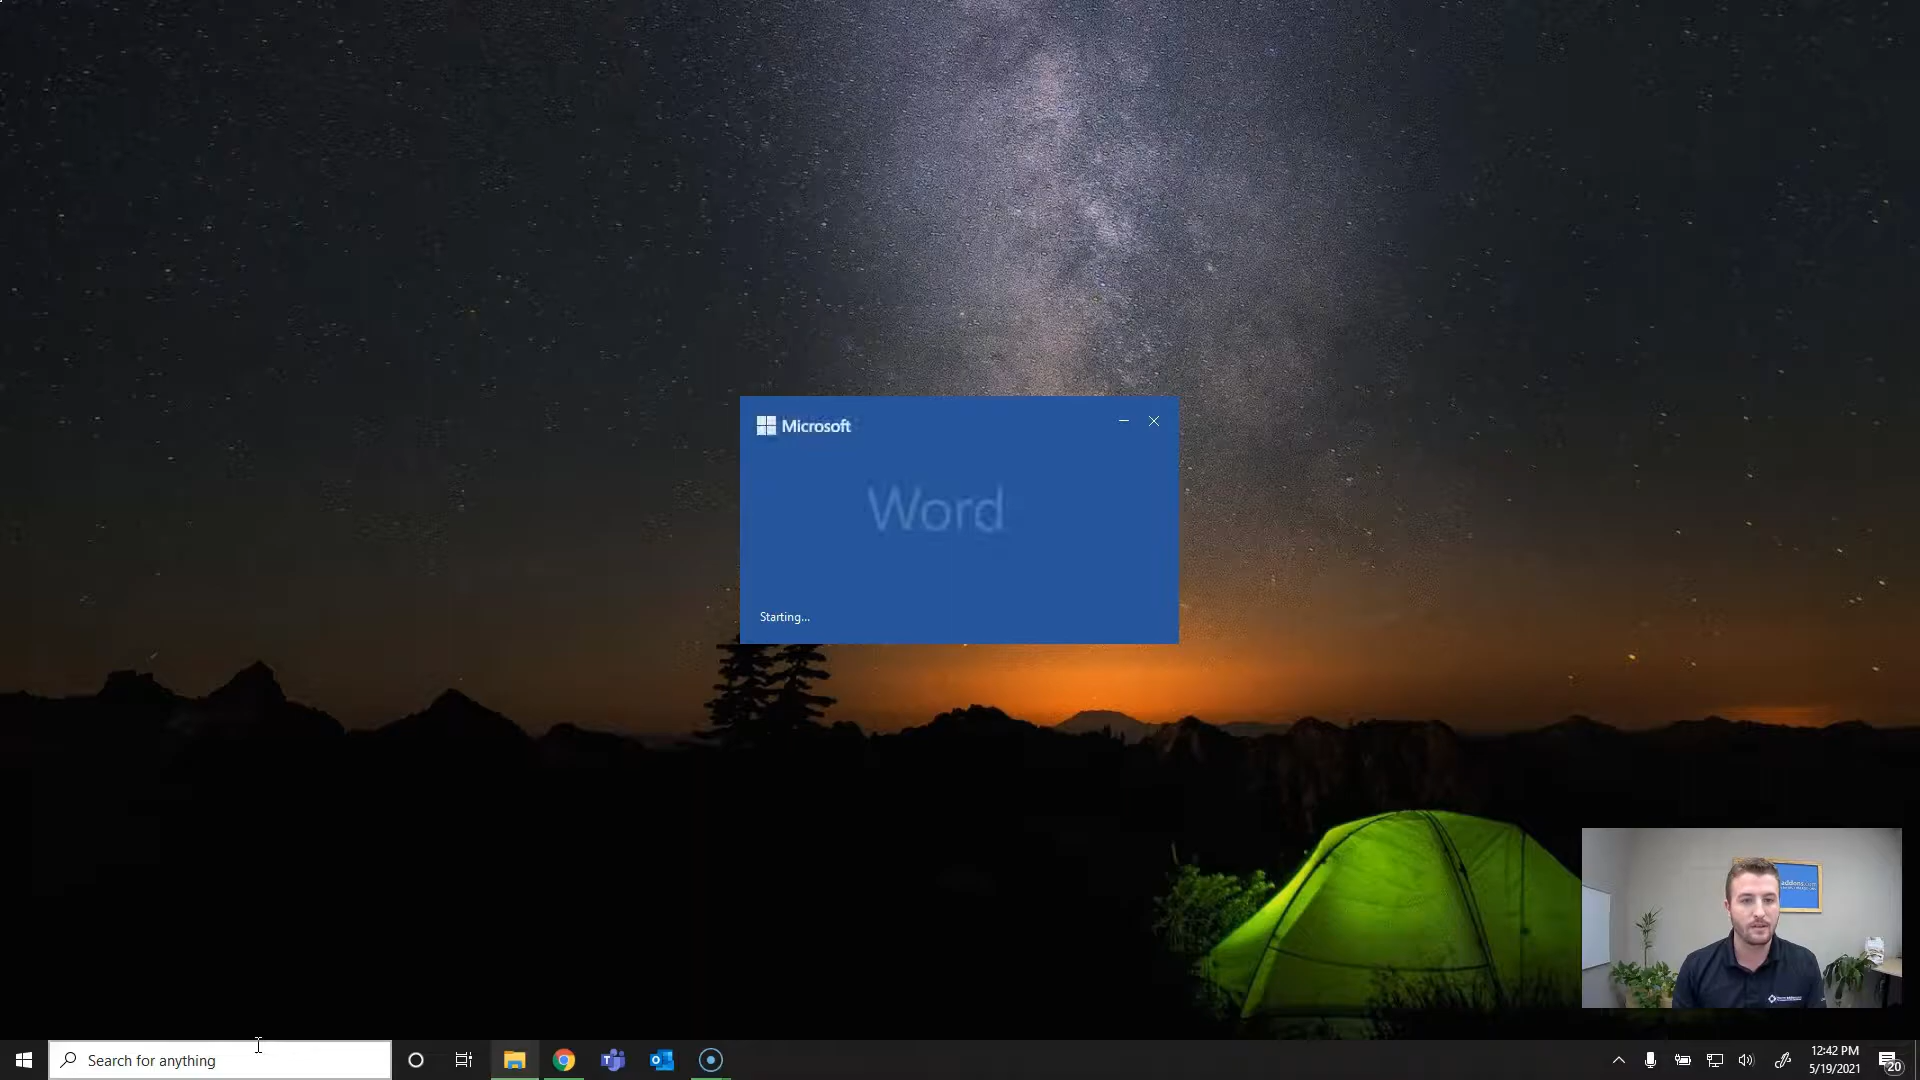 Microsoft
Word
Starting...
Search for anything
12:42 PM
5/19/2021
20